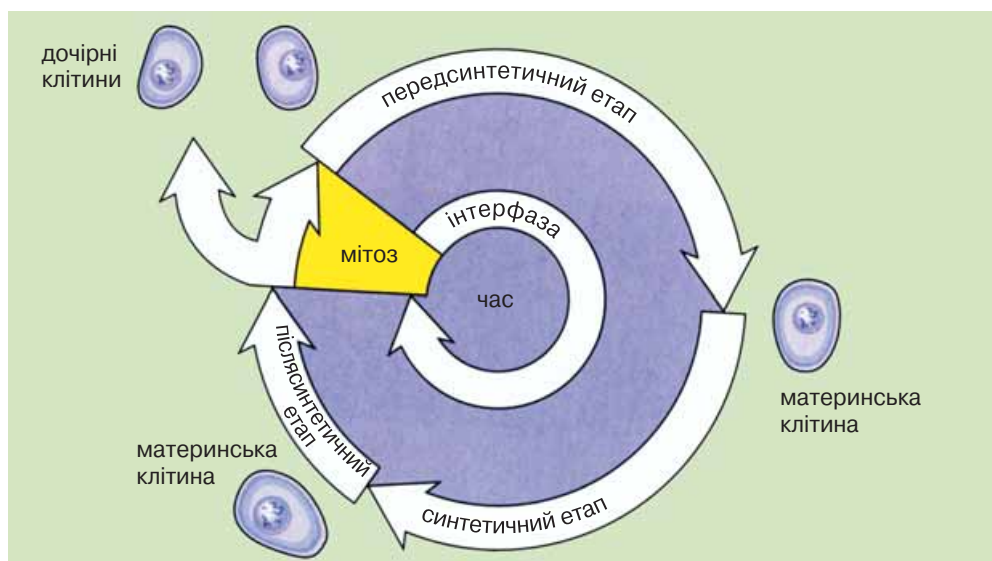 дочірні
клітини
передсинтетичний етап
інтерфаза
мітоз
час
післясинтетичний
етап
материнська
клітина
материнська
клітина
синтетичний етап